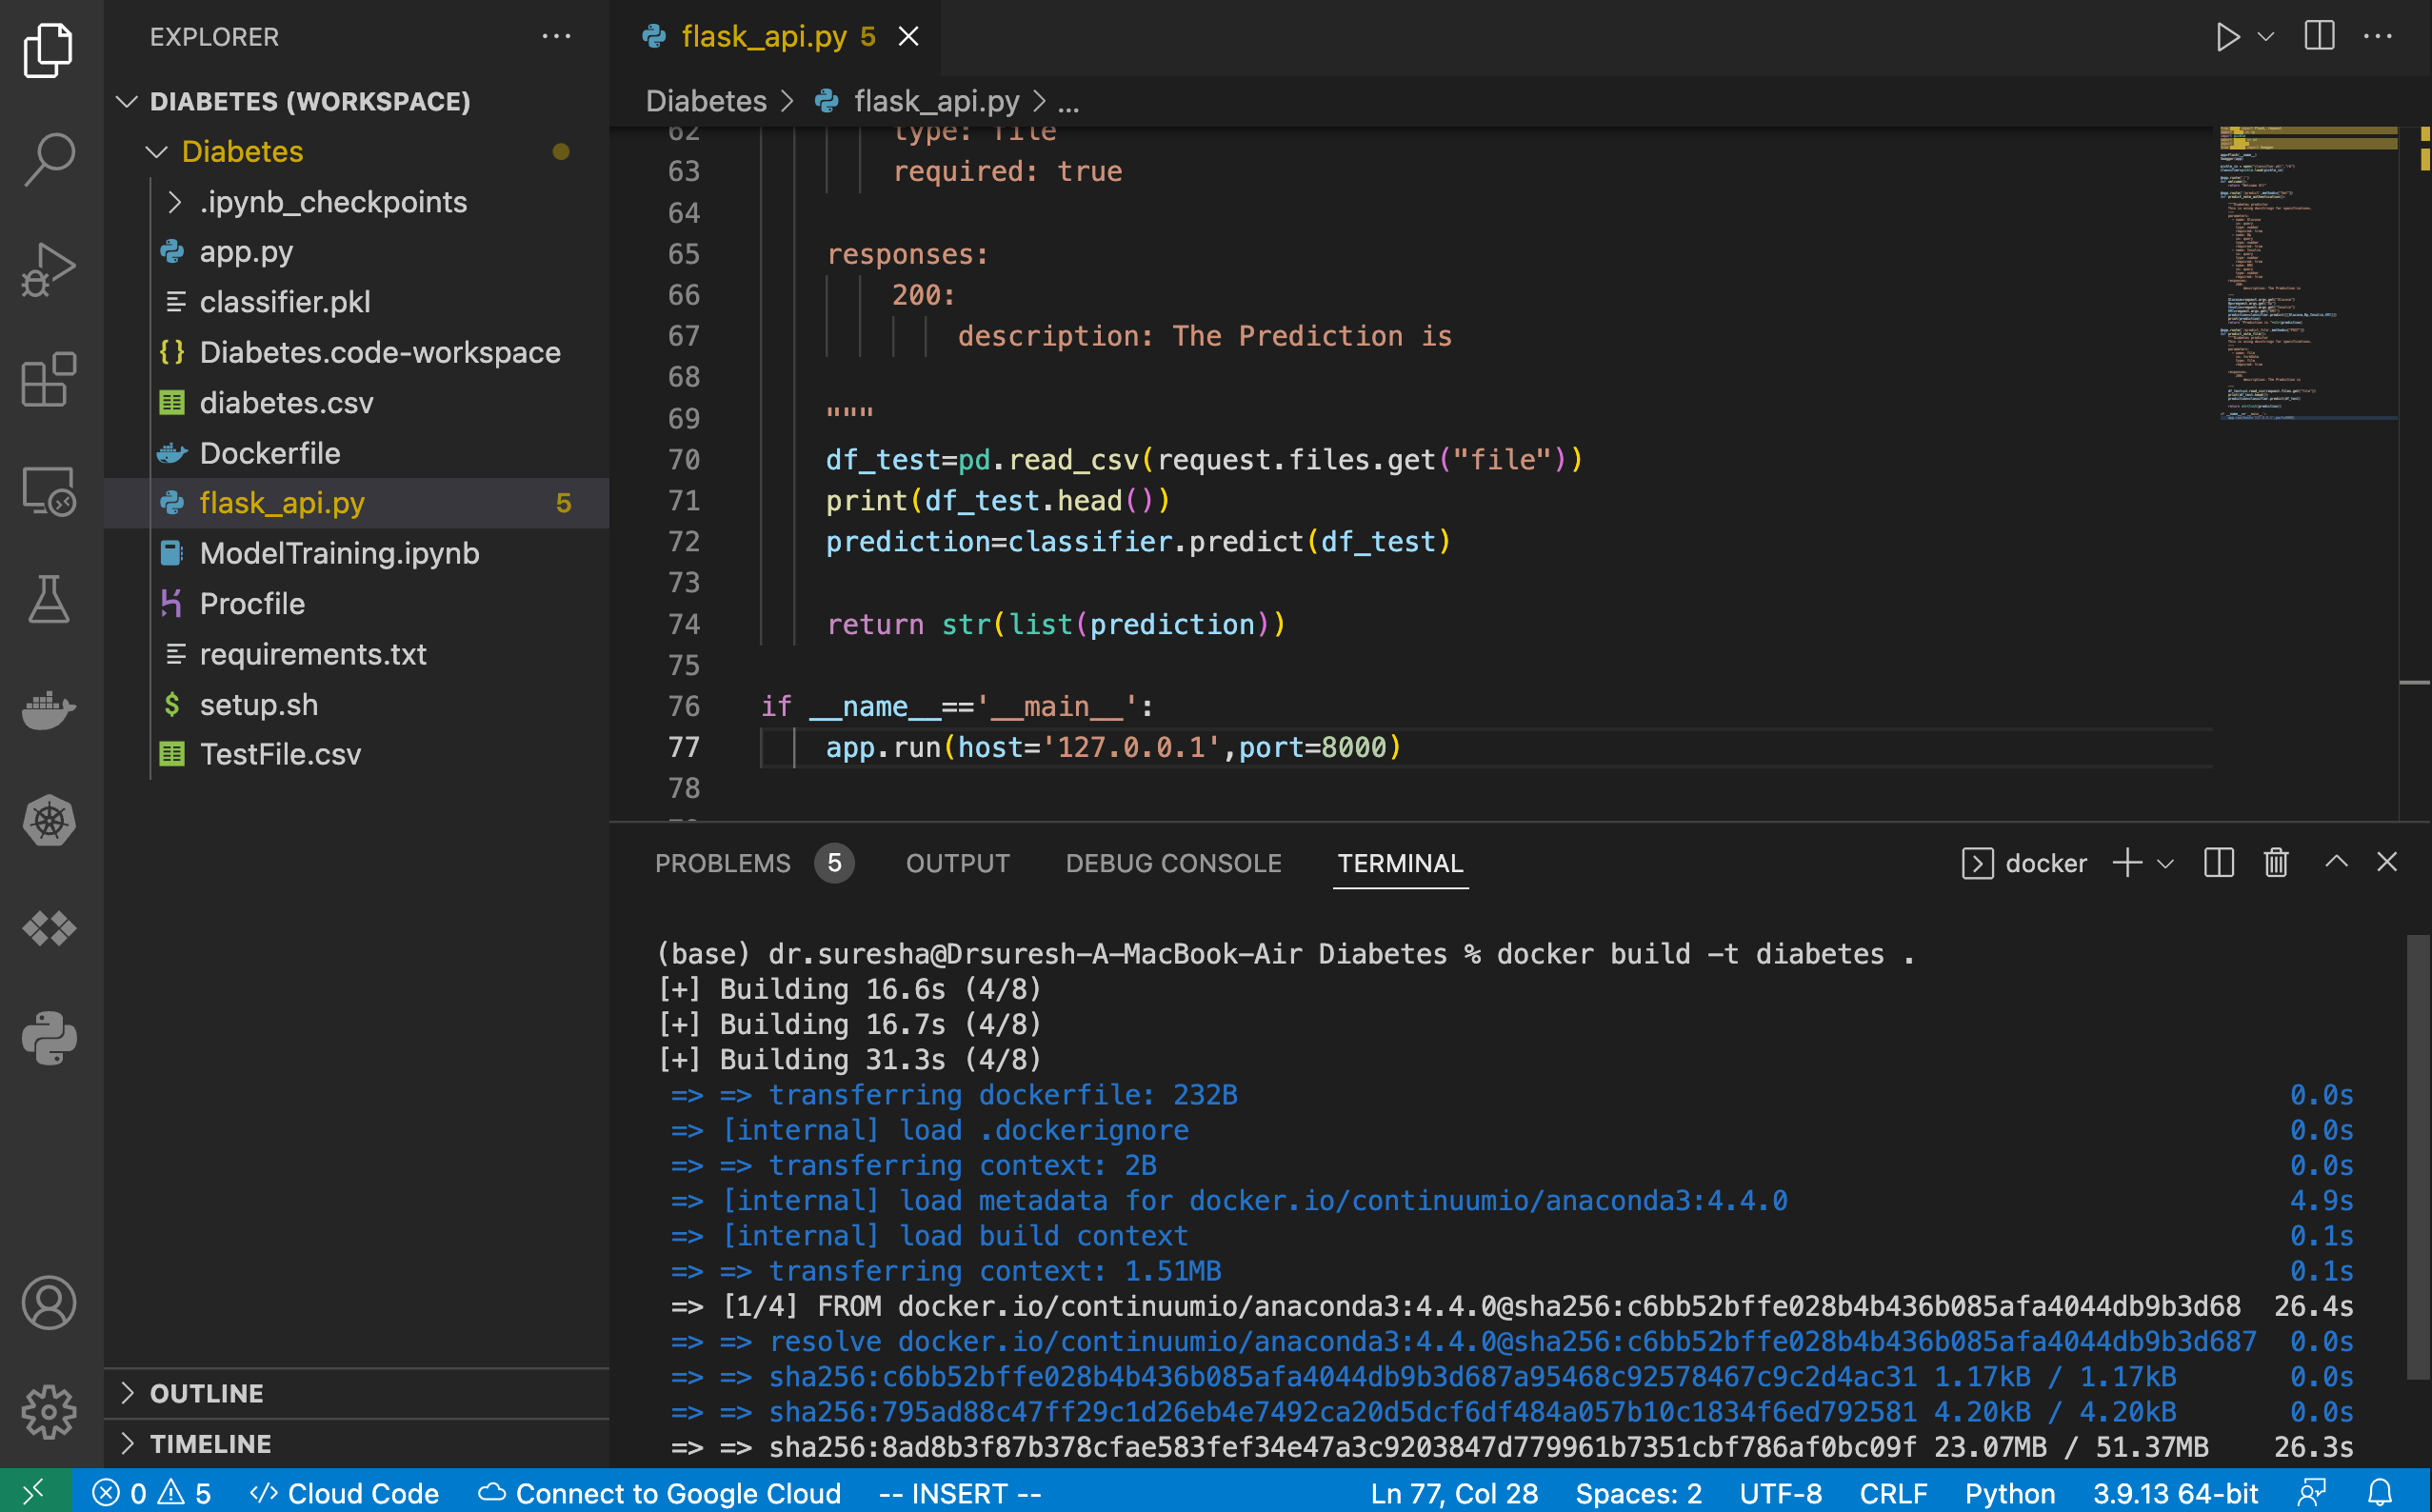 EXPLORER
DIABETES (WORKSPACE)
Diabetes
.ipynb_checkpoints
app.py
classifier.pkl
Diabetes.code-workspace
diabetes.csv
Dockerfile
flask_api.py 5
ModelTraining.ipynb
Procfile
requirements.txt
setup.sh
TestFile.csv
OUTLINE
TIMELINE
flask_api.py 5
Diabetes > flask_api.py > ...
62 type: file
63 required: true
64
65 responses:
66 200:
67 description: The Prediction is
68
69 """
70 df_test=pd.read_csv(request.files.get("file"))
71 print(df_test.head())
72 prediction=classifier.predict(df_test)
73
74 return str(list(prediction))
75
76 if __name__=='__main__':
77 app.run(host='127.0.0.1',port=8000)
78
PROBLEMS 5 OUTPUT DEBUG CONSOLE TERMINAL docker
(base) dr.suresha@Drsuresh-A-MacBook-Air Diabetes % docker build -t diabetes .
[+] Building 16.6s (4/8)
[+] Building 16.7s (4/8)
[+] Building 31.3s (4/8)
=> => transferring dockerfile: 232B 0.0s
=> [internal] load .dockerignore 0.0s
=> => transferring context: 2B 0.0s
=> [internal] load metadata for docker.io/continuumio/anaconda3:4.4.0 4.9s
=> [internal] load build context 0.1s
=> => transferring context: 1.51MB 0.1s
=> [1/4] FROM docker.io/continuumio/anaconda3:4.4.0@sha256:c6bb52bffe028b4b436b085afa4044db9b3d68 26.4s
=> => resolve docker.io/continuumio/anaconda3:4.4.0@sha256:c6bb52bffe028b4b436b085afa4044db9b3d687 0.0s
=> => sha256:c6bb52bffe028b4b436b085afa4044db9b3d687a95468c92578467c9c2d4ac31 1.17kB / 1.17kB 0.0s
=> => sha256:795ad88c47ff29c1d26eb4e7492ca20d5dcf6df484a057b10c1834f6ed792581 4.20kB / 4.20kB 0.0s
=> => sha256:8ad8b3f87b378cfae583fef34e47a3c9203847d779961b7351cbf786af0bc09f 23.07MB / 51.37MB 26.3s
0 5 Cloud Code Connect to Google Cloud -- INSERT -- Ln 77, Col 28 Spaces: 2 UTF-8 CRLF Python 3.9.13 64-bit